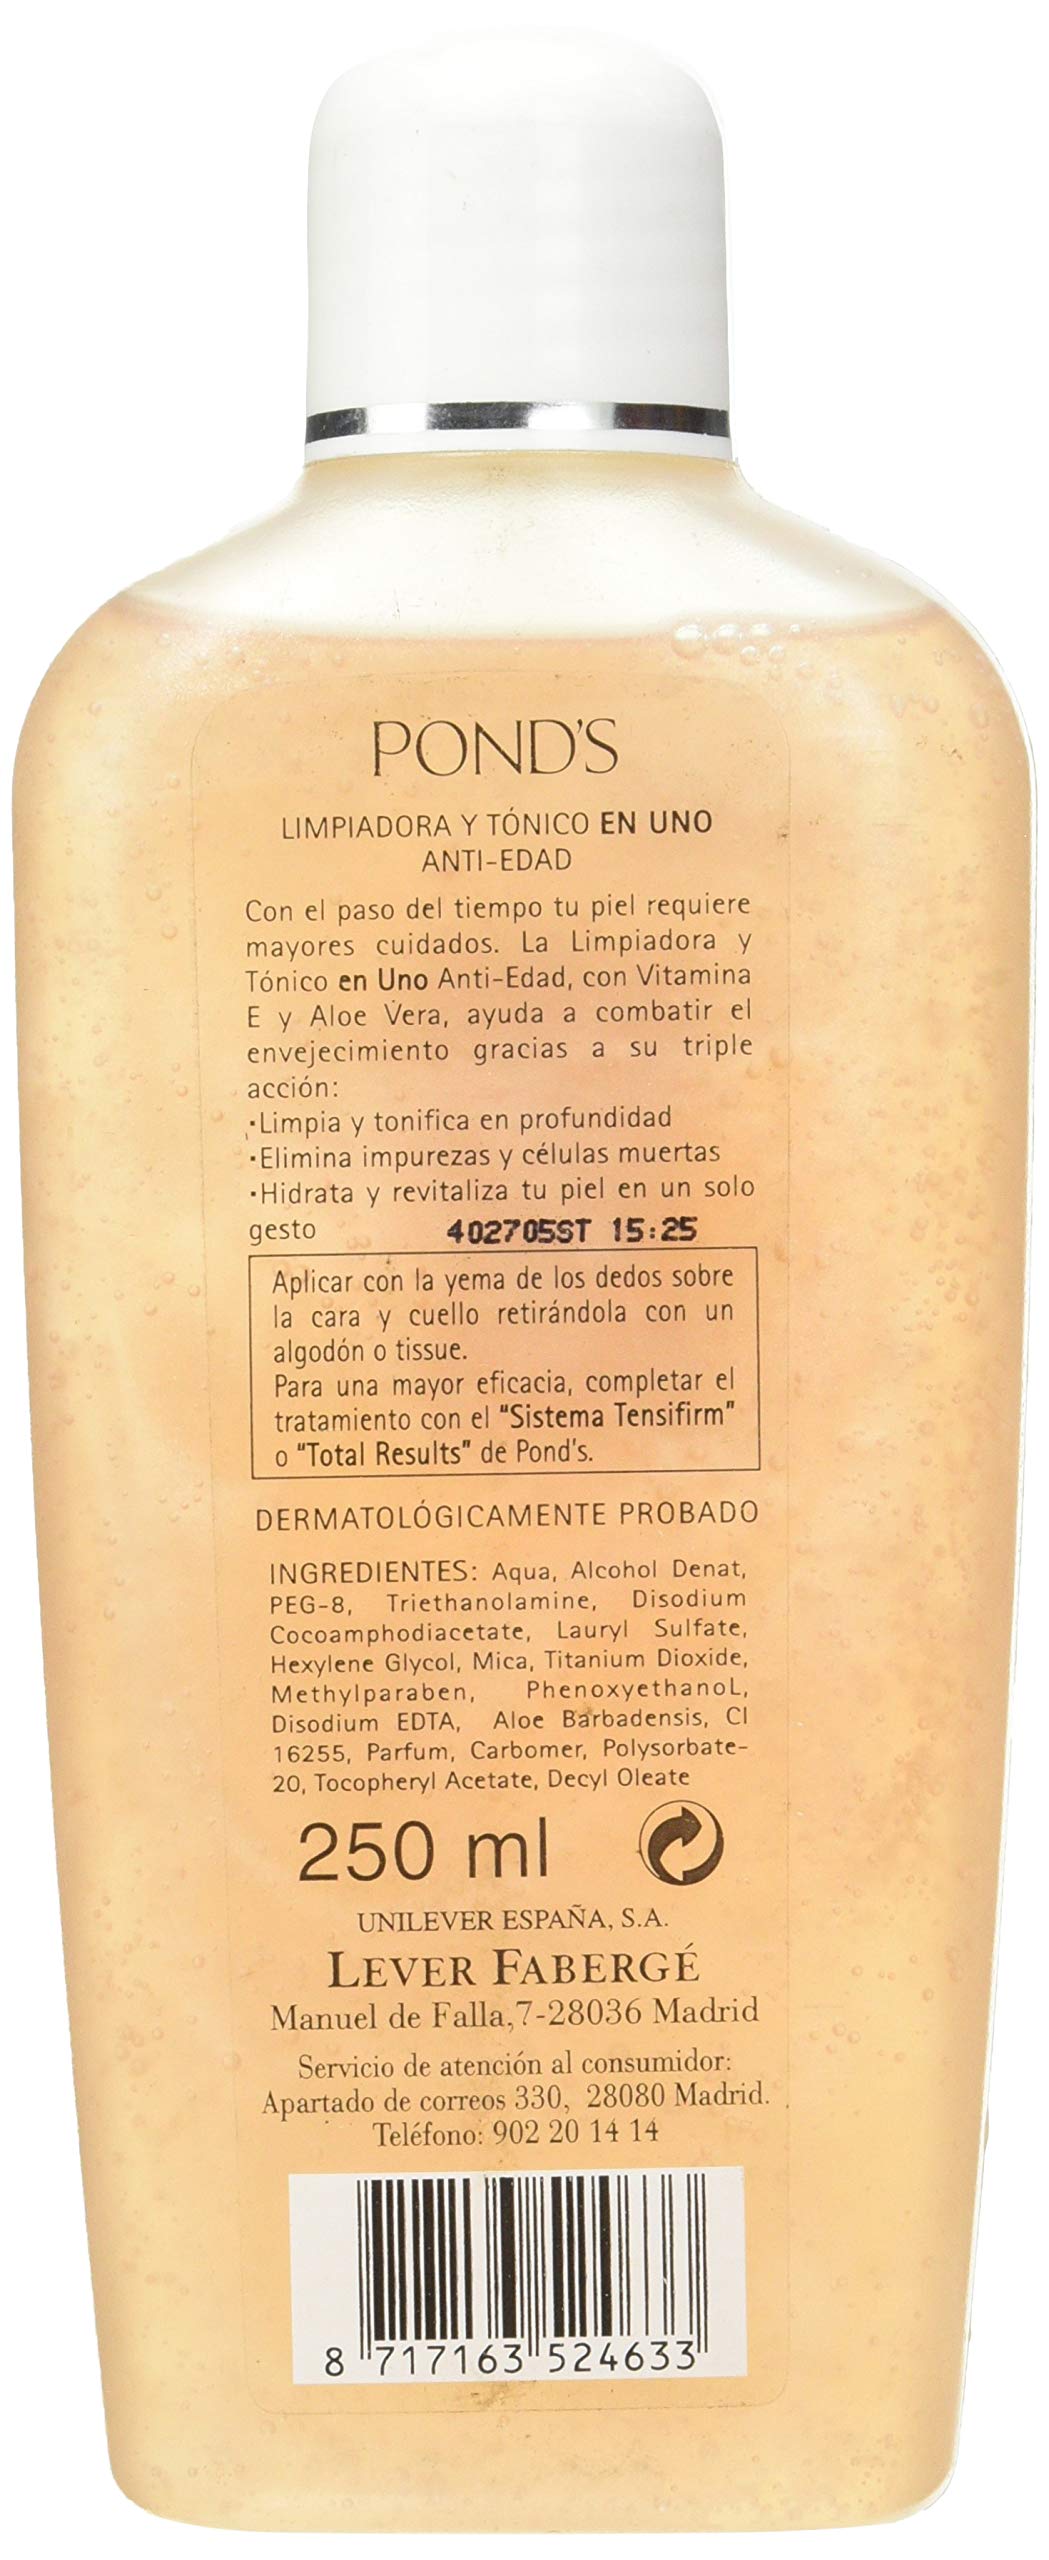 POND'S
LIMPIADORA Y TÓNICO EN UNO
ANTI-EDAD
Con el paso del tiempo tu piel requiere
mayores cuidados. La Limpiadora y
Tónico en Uno Anti-Edad, con Vitamina
E y Aloe Vera, ayuda a combatir el
envejecimiento gracias a su triple
acción:
·Limpia y tonifica en profundidad
·Elimina impurezas y células muertas
·Hidrata y revitaliza tu piel en un solo
gesto 402705ST 15:25
Aplicar con la yema de los dedos sobre
la cara y cuello retirándola con un
algodón o tissue.
Para una mayor eficacia, completar el
tratamiento con el "Sistema Tensifirm"
o "Total Results" de Pond's.
DERMATOLÓGICAMENTE PROBADO
INGREDIENTES: Aqua, Alcohol Denat,
PEG-8, Triethanolamine, Disodium
Cocoamphodiacetate, Lauryl Sulfate,
Hexylene Glycol, Mica, Titanium Dioxide,
Methylparaben, PhenoxyethanoL,
Disodium EDTA, Aloe Barbadensis, CI
16255, Parfum, Carbomer, Polysorbate-
20, Tocopheryl Acetate, Decyl Oleate
250 ml
UNILEVER ESPAÑA, S.A.
LEVER FABERGÉ
Manuel de Falla,7-28036 Madrid
Servicio de atención al consumidor:
Apartado de correos 330, 28080 Madrid.
Teléfono: 902 20 14 14
8 717163 524633